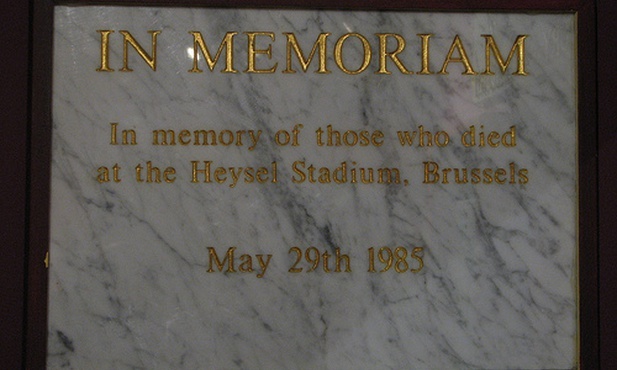 IN MEMORIAM
In memory of those who died
at the Heysel Stadium, Brussels
May 29th 1985